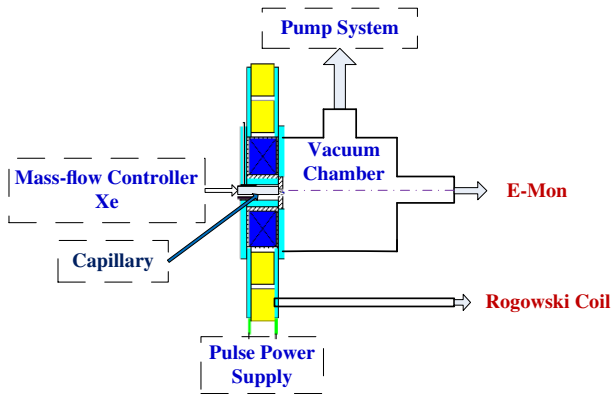 Pump System
Vacuum
Chamber
Mass-flow Controller
Xe
E-Mon
Capillary
Rogowski Coil
Pulse Power
Supply